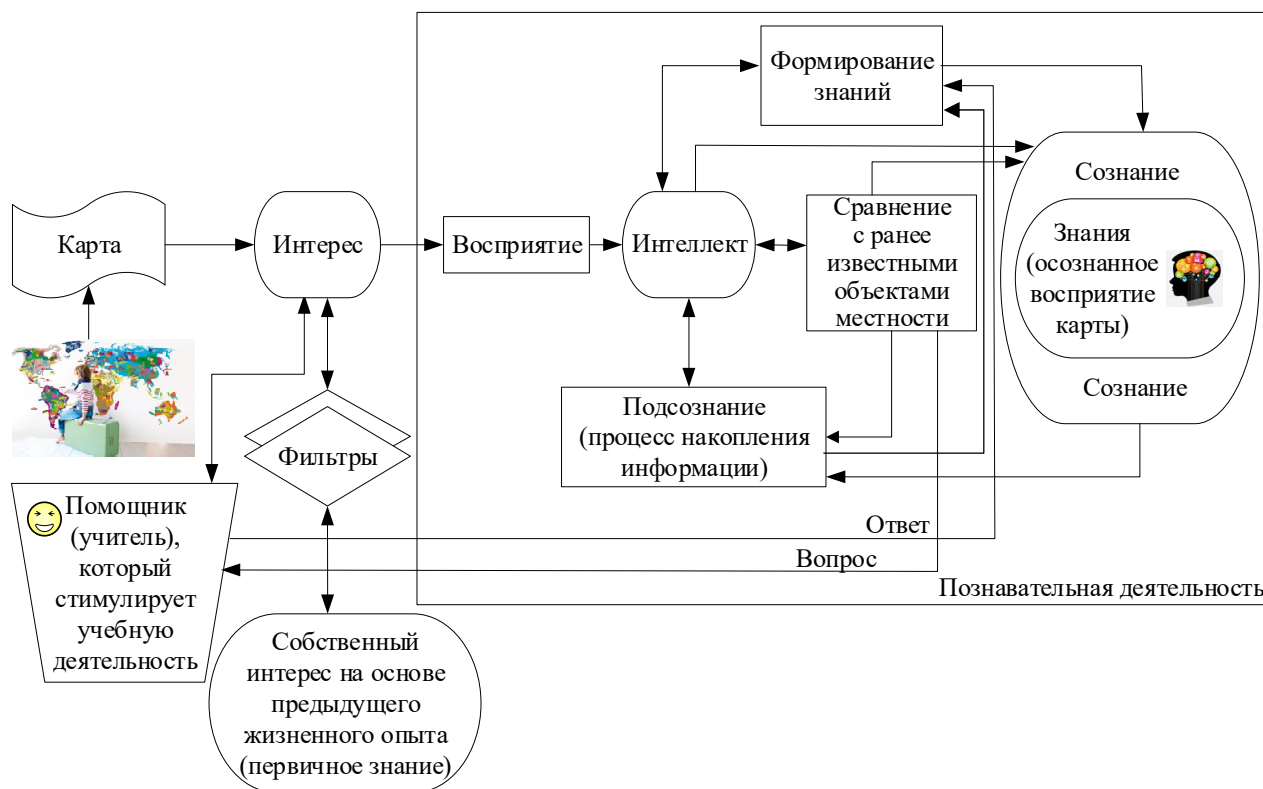 Формирование
знаний
Сознание
Карта
Интерес
Восприятие
Интеллект
Сравнение
с ранее
известными
объектами
местности
Знания
(осознанное
восприятие
карты)
Сознание
Подсознание
(процесс накопления
информации)
Фильтры
Помощник
(учитель),
который
стимулирует
учебную
деятельность
Ответ
Вопрос
Познавательная деятельность
Собственный
интерес на основе
предыдущего
жизненного опыта
(первичное знание)